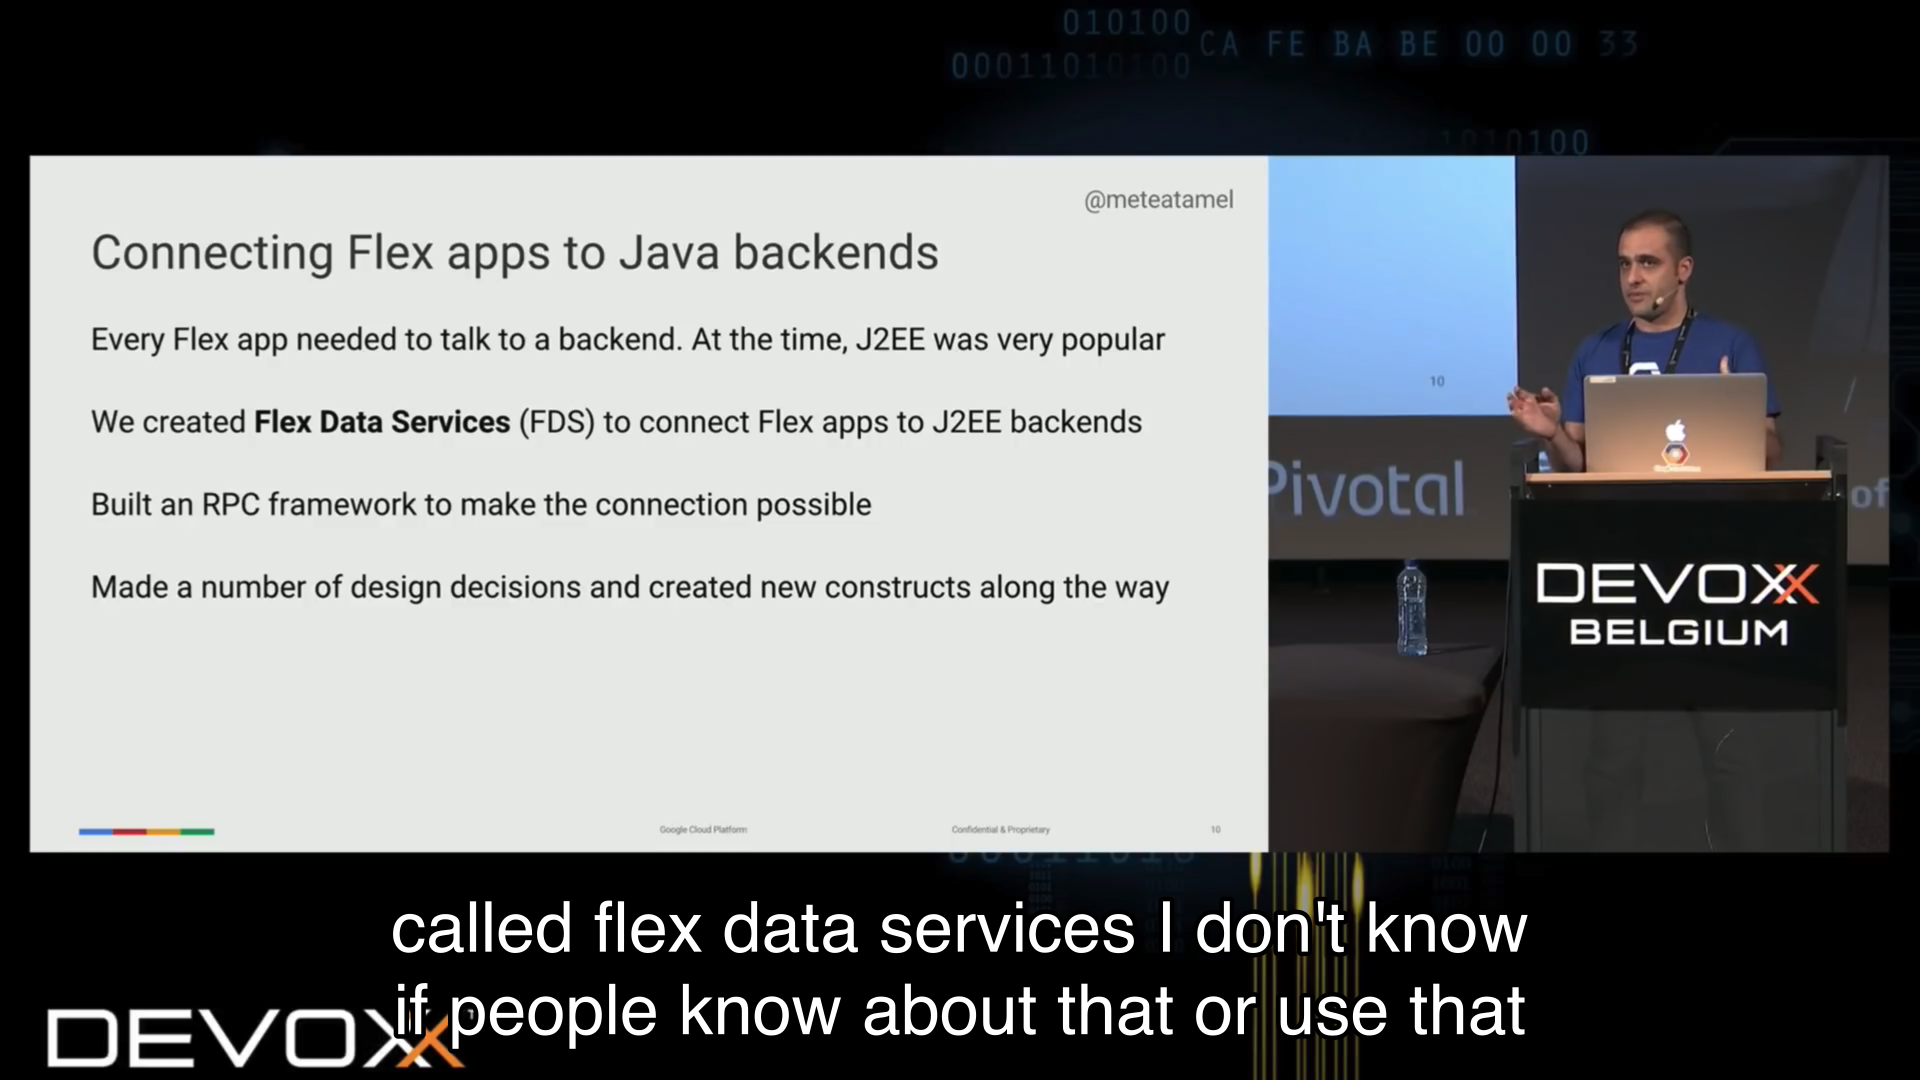 010100
CA FE BA BE 00 00 33
000110 10100
1010100
@meteatamel
Connecting Flex apps to Java backends
Every Flex app needed to talk to a backend. At the time, J2EE was very popular
We created Flex Data Services (FDS) to connect Flex apps to J2EE backends
Built an RPC framework to make the connection possible
Made a number of design decisions and created new constructs along the way
Google Cloud Platform
Confidential & Proprietary
10
10
Pivotal
of
DEVOXX
BELGIUM
called flex data services I don't know
if people know about that or use that
DEVOXX